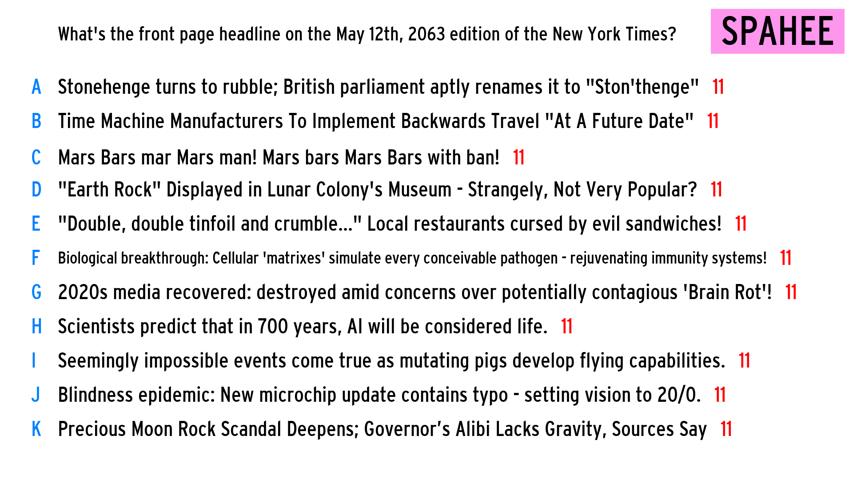 What's the front page headline on the May 12th, 2063 edition of the New York Times?
SPAHEE
A Stonehenge turns to rubble; British parliament aptly renames it to "Ston'thenge" 11
B Time Machine Manufacturers To Implement Backwards Travel "At A Future Date" 11
C Mars Bars mar Mars man! Mars bars Mars Bars with ban! 11
D "Earth Rock" Displayed in Lunar Colony's Museum - Strangely, Not Very Popular? 11
E "Double, double tinfoil and crumble..." Local restaurants cursed by evil sandwiches! 11
F Biological breakthrough: Cellular 'matrixes' simulate every conceivable pathogen - rejuvenating immunity systems! 11
G 2020s media recovered: destroyed amid concerns over potentially contagious 'Brain Rot'! 11
H Scientists predict that in 700 years, AI will be considered life. 11
I Seemingly impossible events come true as mutating pigs develop flying capabilities. 11
J Blindness epidemic: New microchip update contains typo - setting vision to 20/0. 11
K Precious Moon Rock Scandal Deepens; Governor’s Alibi Lacks Gravity, Sources Say 11